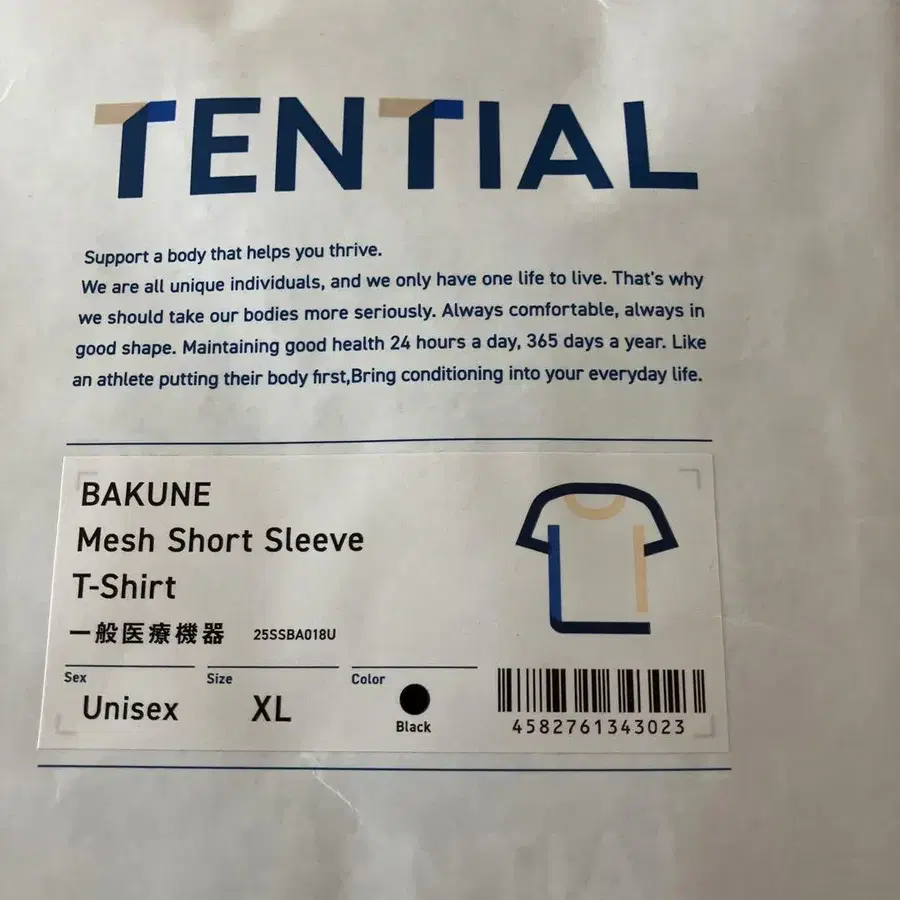 TENTIAL
Support a body that helps you thrive.
We are all unique individuals, and we only have one life to live. That's why
we should take our bodies more seriously. Always comfortable, always in
good shape. Maintaining good health 24 hours a day, 365 days a year. Like
an athlete putting their body first,Bring conditioning into your everyday life.
BAKUNE
Mesh Short Sleeve
T-Shirt
一般医療機器 25SSBA018U
Sex Size Color
Unisex XL Black
4582761343023